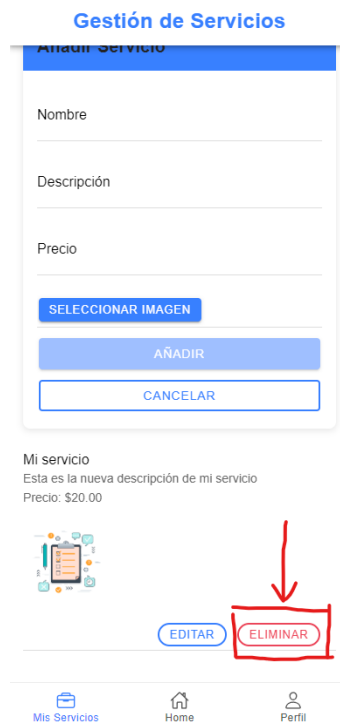 Gestión de Servicios
Añadir Servicio
Nombre
Descripción
Precio
SELECCIONAR IMAGEN
AÑADIR
CANCELAR
Mi servicio
Esta es la nueva descripción de mi servicio
Precio: $20.00
EDITAR
ELIMINAR
Mis Servicios
Home
Perfil